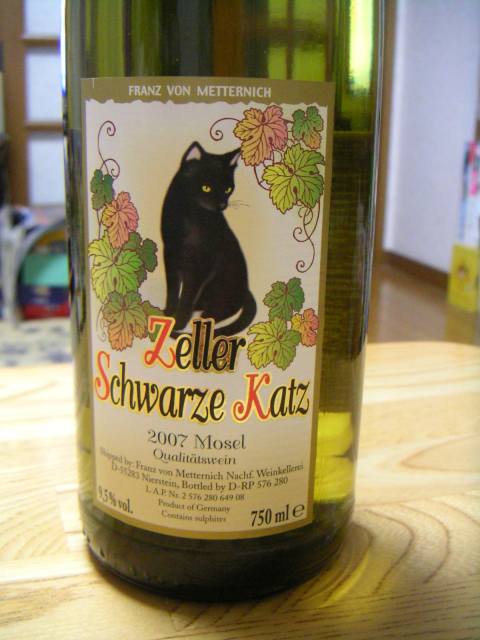 FRANZ VON METTERNICH
Zeller
Schwarze Katz
2007 Mosel
Qualitätswein
Shipped by: Franz von Metternich Nachf. Weinkellerei
D-55283 Nierstein, Bottled by D-RP 576 280
L. A.P. Nr. 2 576 280 649 08
Product of Germany
Contains sulphites
9,5% vol.
750 ml e